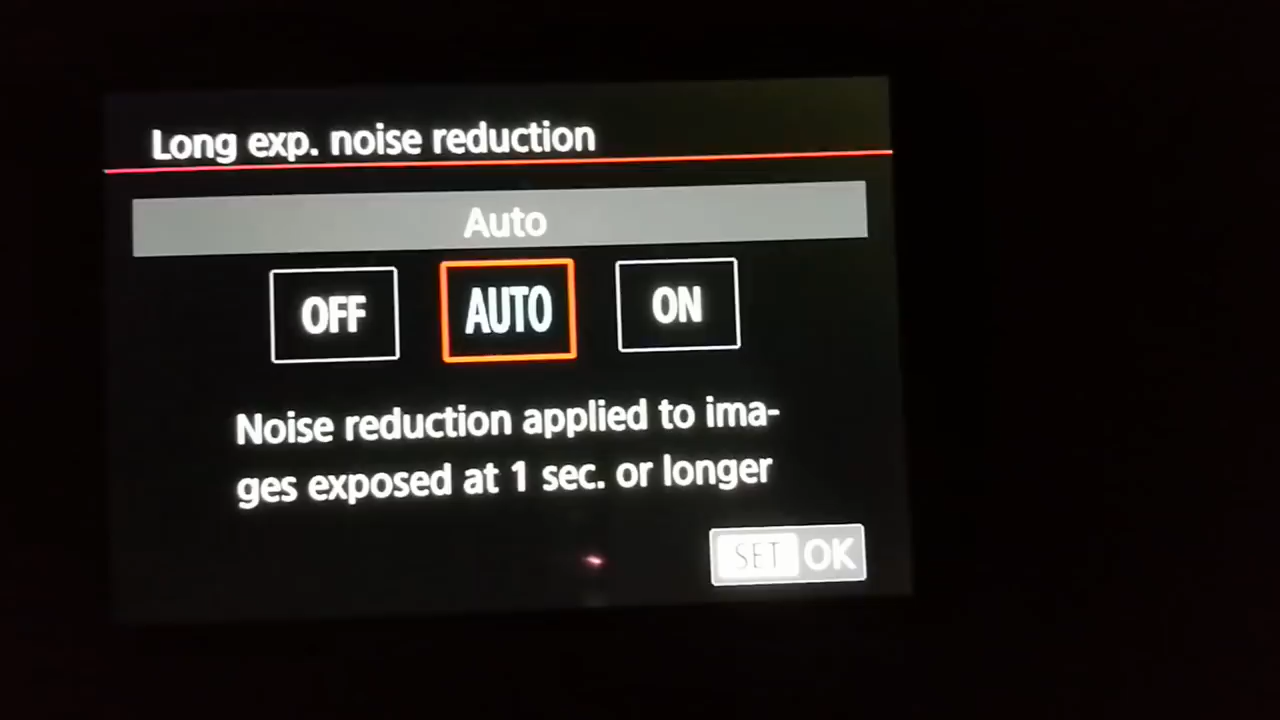 Long exp. noise reduction
Auto
OFF AUTO ON
Noise reduction applied to ima-
ges exposed at 1 sec. or longer
SET OK